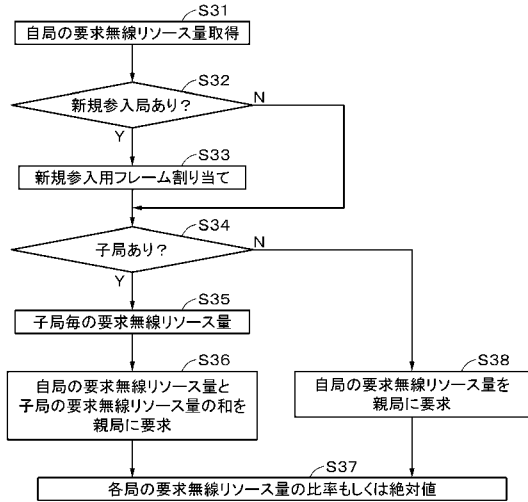 S31
自局の要求無線リソース量取得
S32
新規参入局あり?
N
Y
S33
新規参入用フレーム割り当て
S34
子局あり?
N
Y
S35
子局毎の要求無線リソース量
S36
自局の要求無線リソース量と
子局の要求無線リソース量の和を
親局に要求
S38
自局の要求無線リソース量を
親局に要求
S37
各局の要求無線リソース量の比率もしくは絶対値